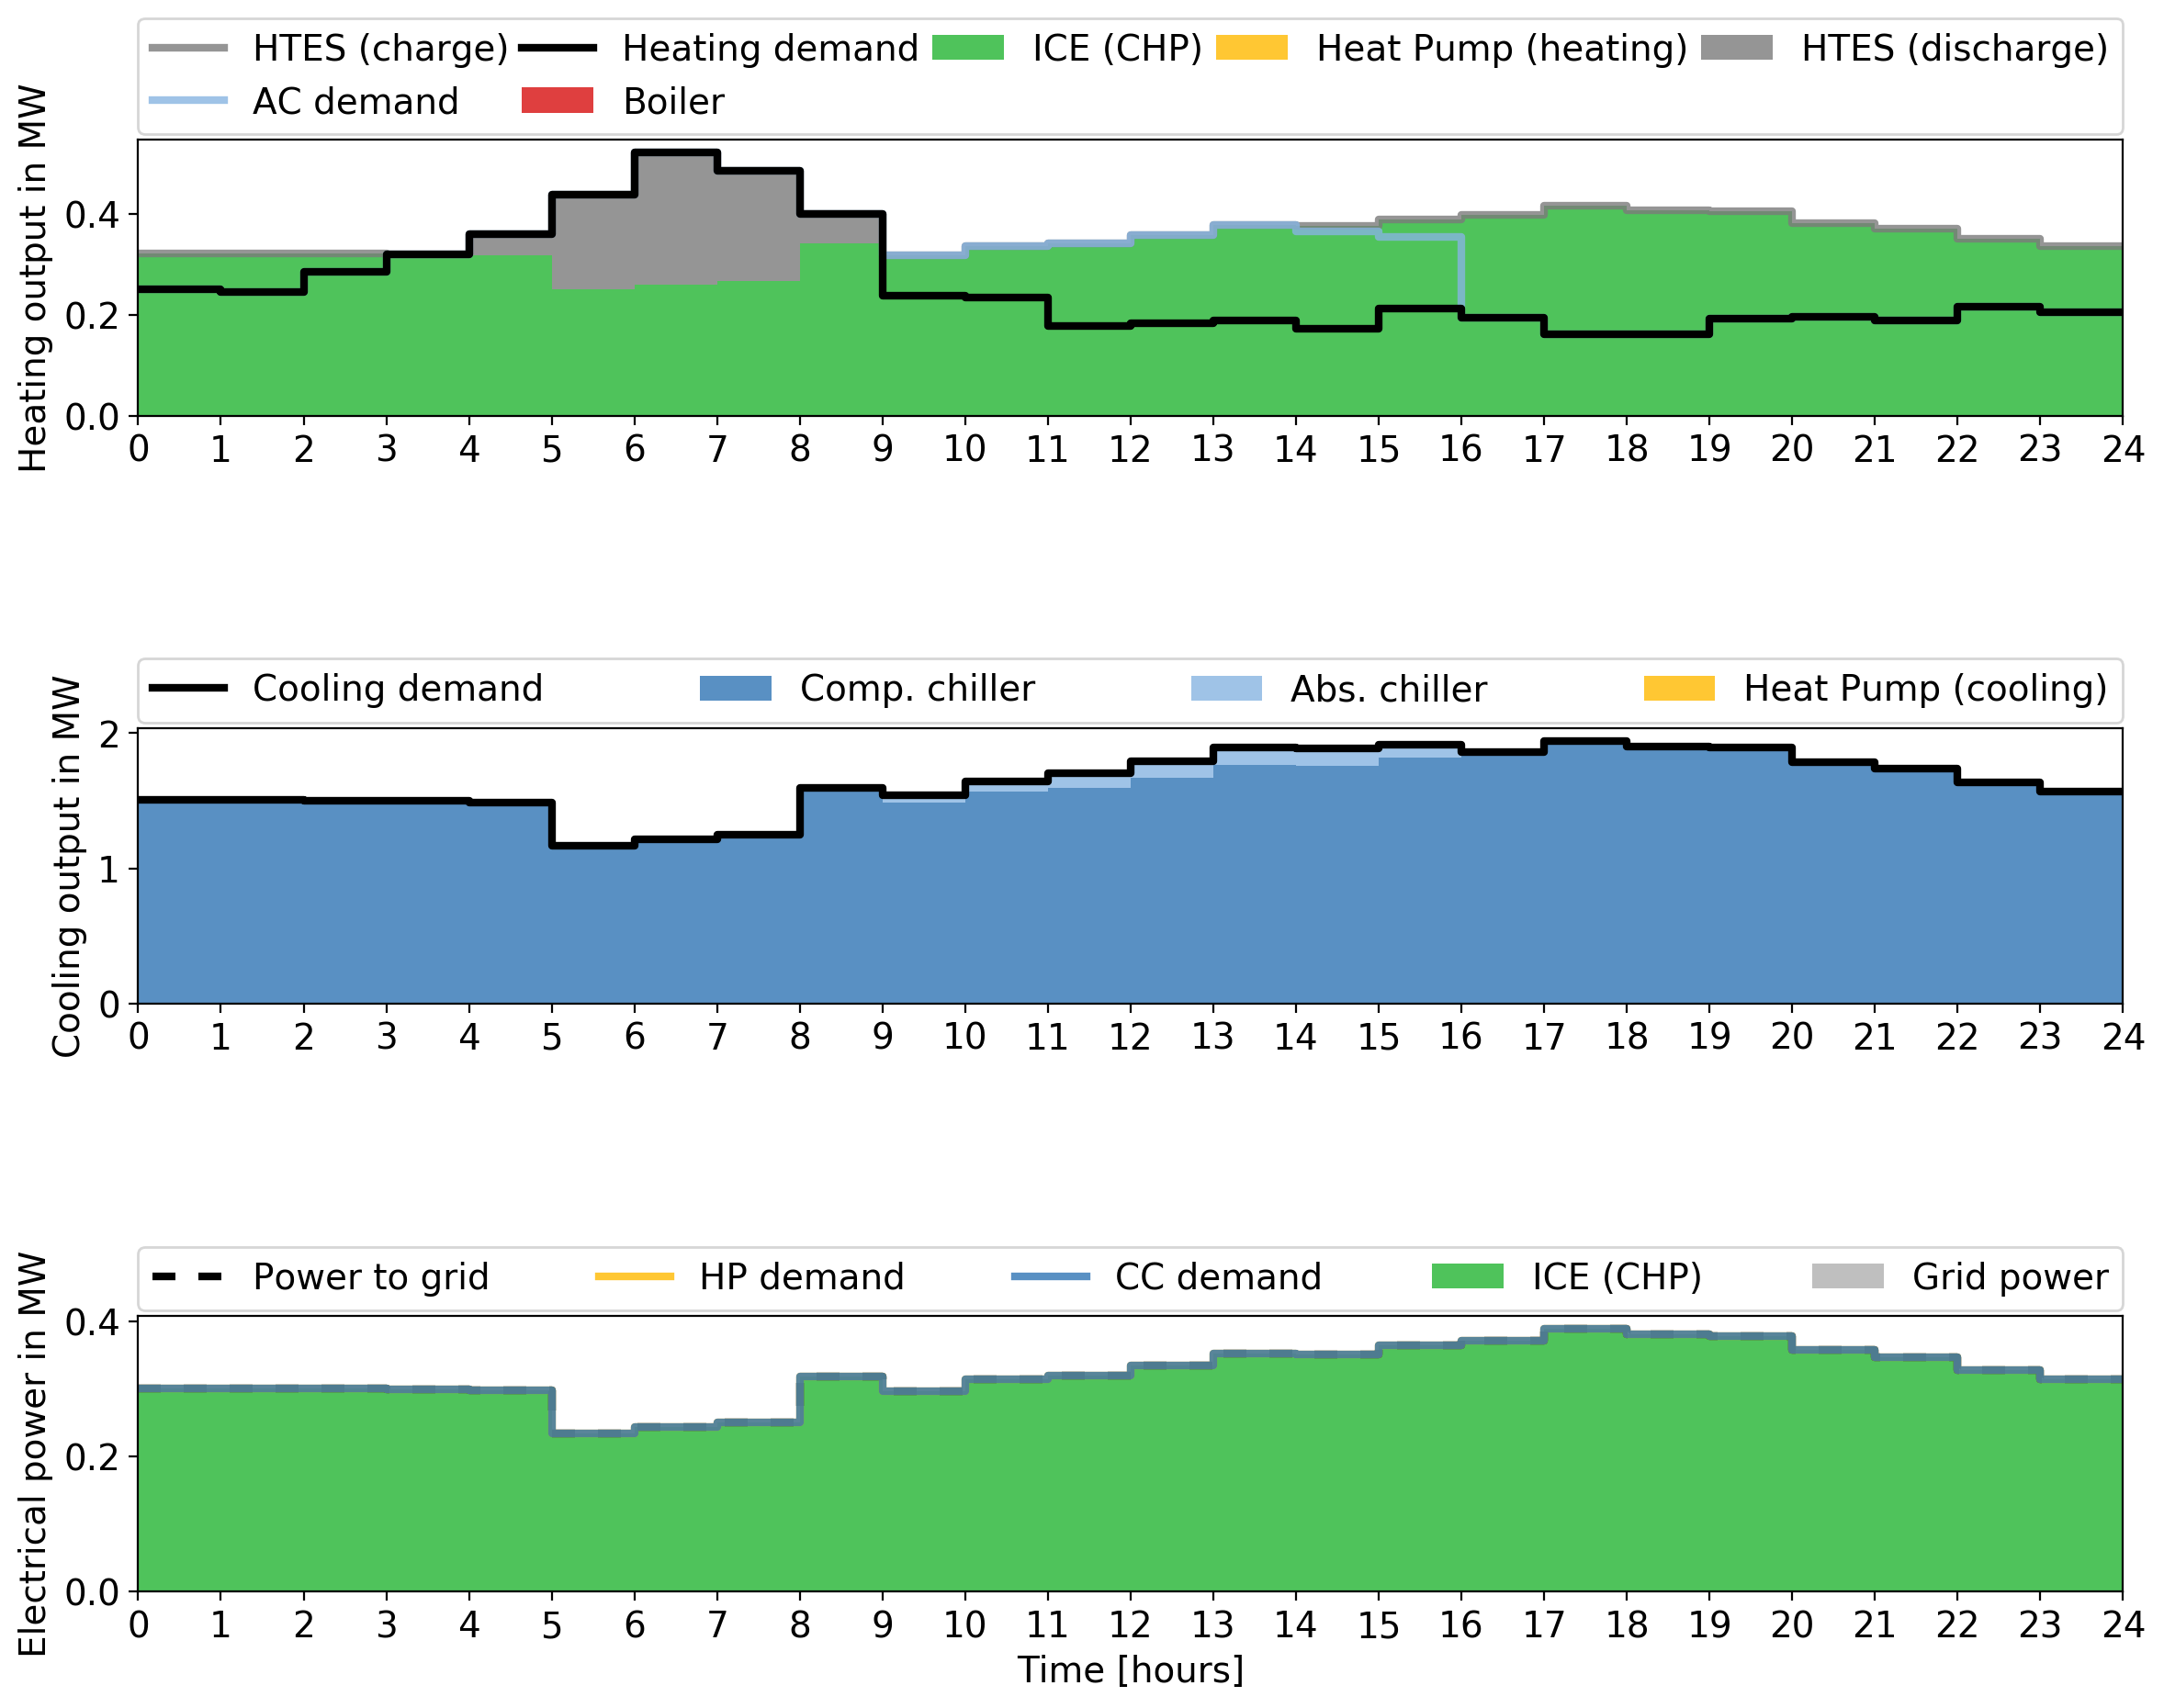 HTES (charge) Heating demand ICE (CHP) Heat Pump (heating) HTES (discharge)
AC demand Boiler
Heating output in MW
0.4
0.2
0.0
0 1 2 3 4 5 6 7 8 9 10 11 12 13 14 15 16 17 18 19 20 21 22 23 24
Cooling demand Comp. chiller Abs. chiller Heat Pump (cooling)
Cooling output in MW
2
1
0
0 1 2 3 4 5 6 7 8 9 10 11 12 13 14 15 16 17 18 19 20 21 22 23 24
Power to grid HP demand CC demand ICE (CHP) Grid power
Electrical power in MW
0.4
0.2
0.0
0 1 2 3 4 5 6 7 8 9 10 11 12 13 14 15 16 17 18 19 20 21 22 23 24
Time [hours]